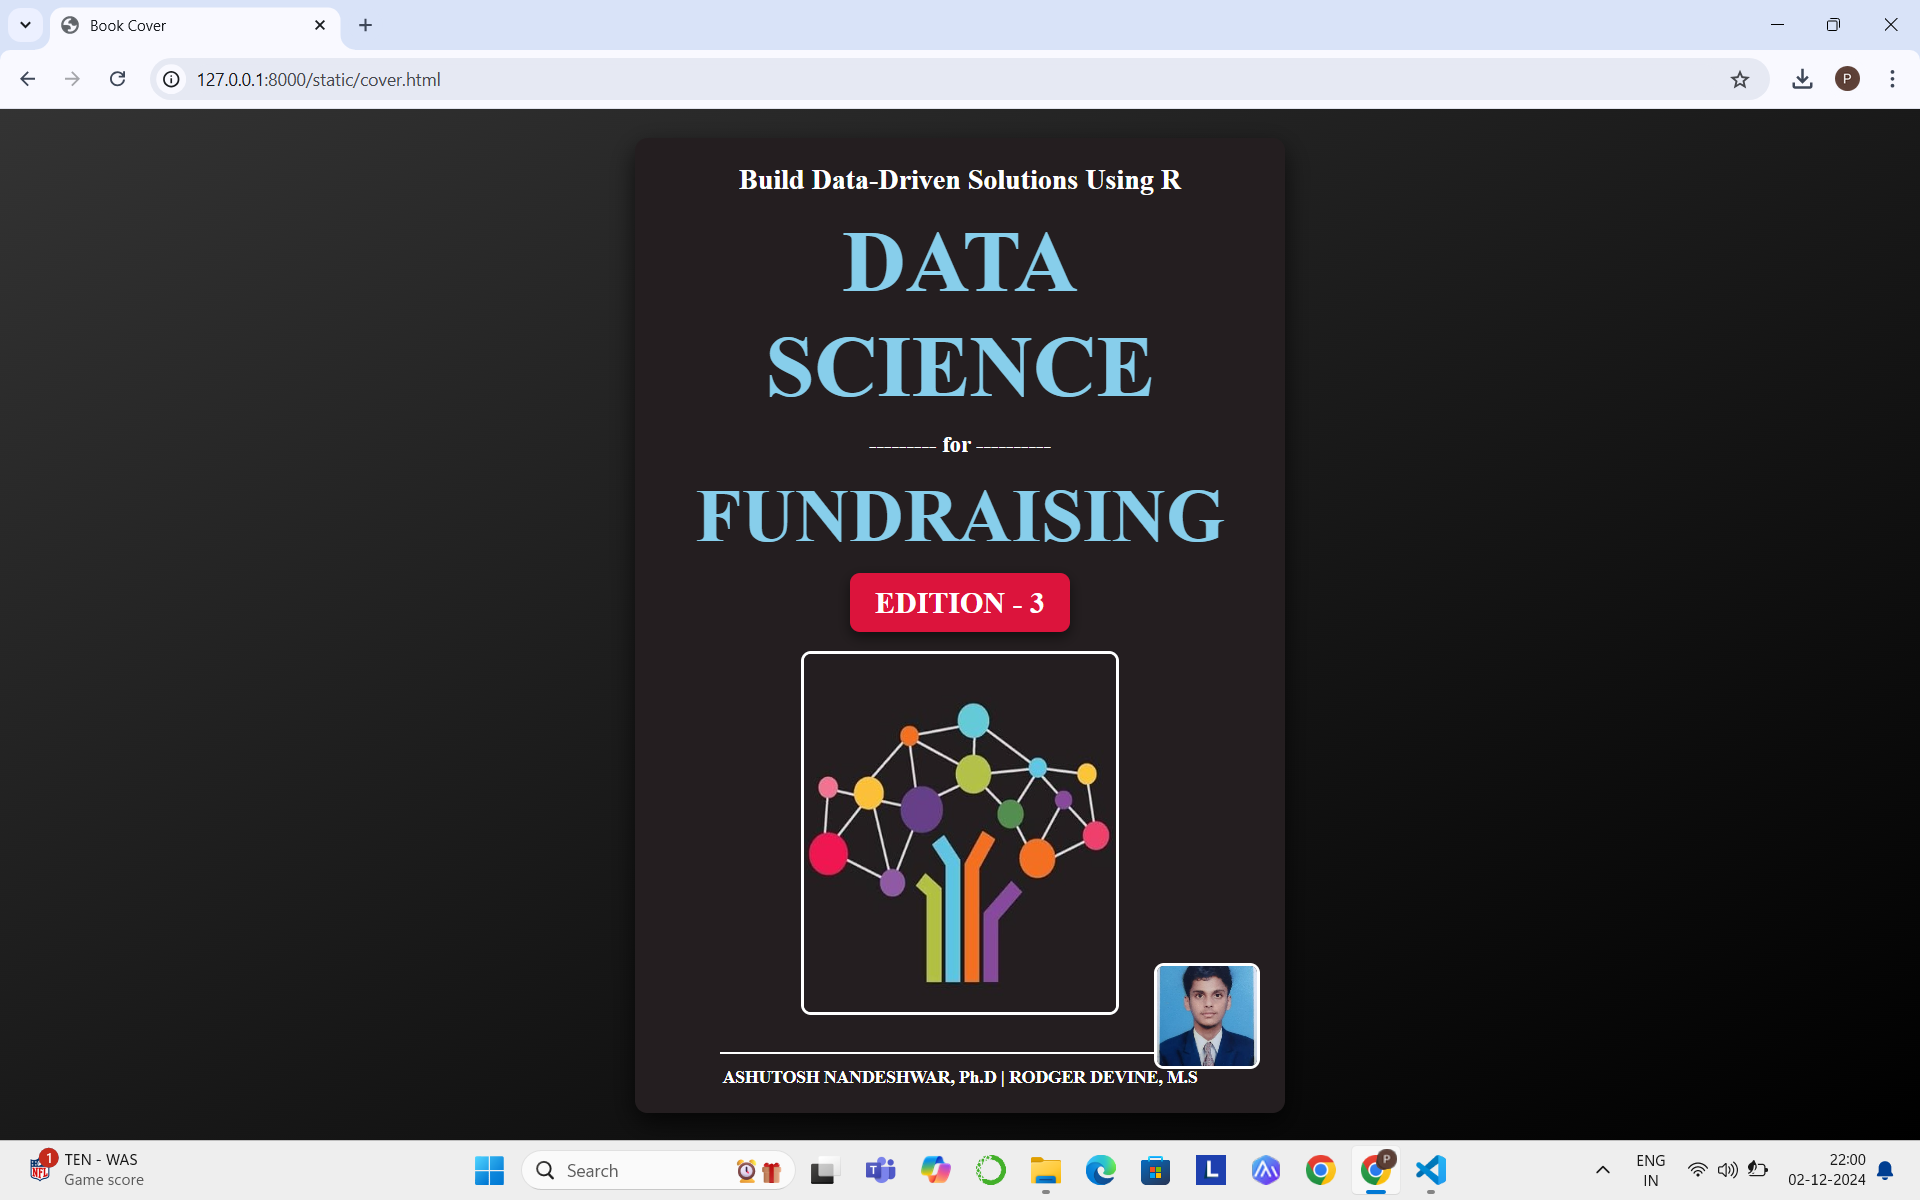 Book Cover
127.0.0.1:8000/static/cover.html
P
Build Data-Driven Solutions Using R
DATA
SCIENCE
--------- for ----------
FUNDRAISING
EDITION - 3
ASHUTOSH NANDESHWAR, Ph.D | RODGER DEVINE, M.S
1
NFL
TEN - WAS
Game score
Search
T
L
P
ENG
IN
22:00
02-12-2024